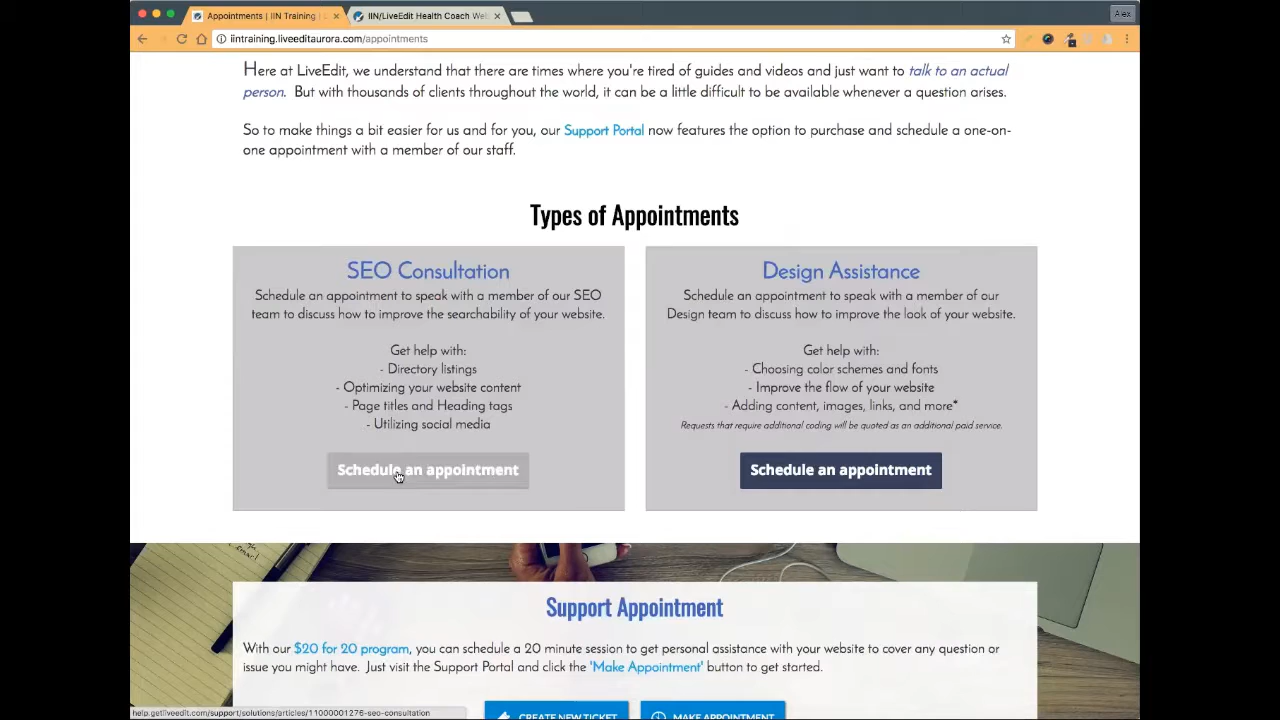 Appointments | IIN Training |
IIN/LiveEdit Health Coach Web
Alex
iintraining.liveeditaurora.com/appointments
Here at LiveEdit, we understand that there are times where you're tired of guides and videos and just want to talk to an actual
person. But with thousands of clients throughout the world, it can be a little difficult to be available whenever a question arises.
So to make things a bit easier for us and for you, our Support Portal now features the option to purchase and schedule a one-on-
one appointment with a member of our staff.
Types of Appointments
SEO Consultation
Schedule an appointment to speak with a member of our SEO
team to discuss how to improve the searchability of your website.
Get help with:
- Directory listings
- Optimizing your website content
- Page titles and Heading tags
- Utilizing social media
Schedule an appointment
Design Assistance
Schedule an appointment to speak with a member of our
Design team to discuss how to improve the look of your website.
Get help with:
- Choosing color schemes and fonts
- Improve the flow of your website
- Adding content, images, links, and more*
Requests that require additional coding will be quoted as an additional paid service.
Schedule an appointment
Support Appointment
With our $20 for 20 program, you can schedule a 20 minute session to get personal assistance with your website to cover any question or
issue you might have. Just visit the Support Portal and click the 'Make Appointment' button to get started.
CREATE NEW TICKET
MAKE APPOINTMENT
help.getliveedit.com/support/solutions/articles/11000001276-seo-consultation